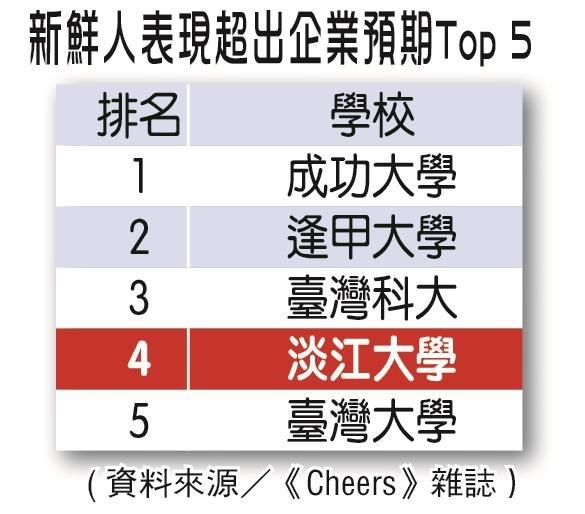 新鮮人表現超出企業預期Top 5
排名 學校
1 成功大學
2 逢甲大學
3 臺灣科大
4 淡江大學
5 臺灣大學
(資料來源／《Cheers》雜誌)